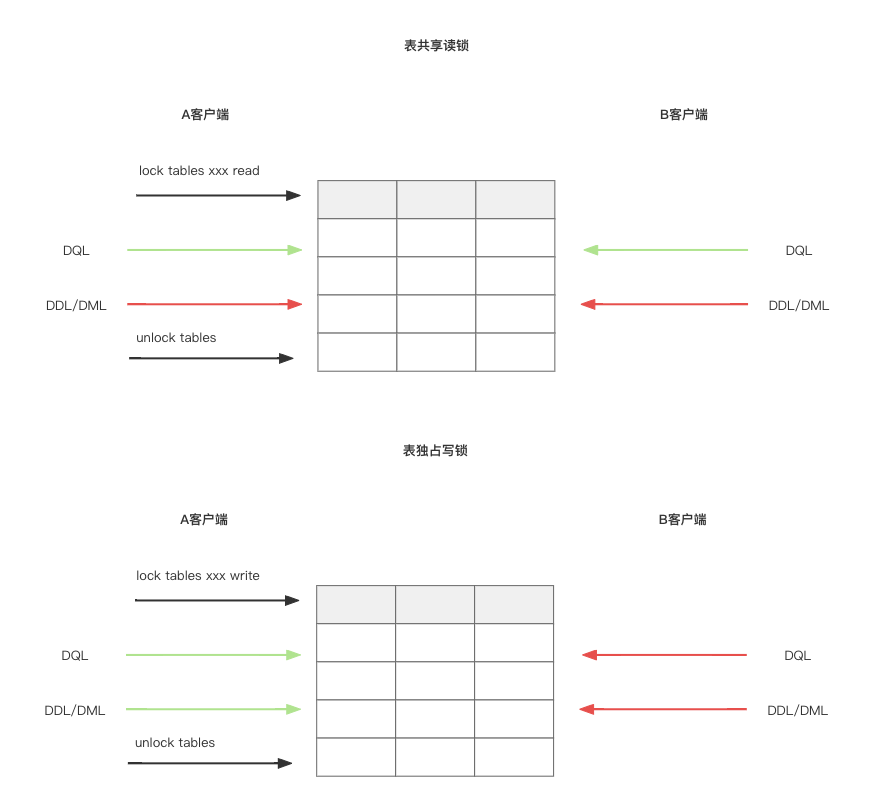 表共享读锁
A客户端
B客户端
lock tables xxx read
DQL
DQL
DDL/DML
DDL/DML
unlock tables
表独占写锁
A客户端
B客户端
lock tables xxx write
DQL
DQL
DDL/DML
DDL/DML
unlock tables